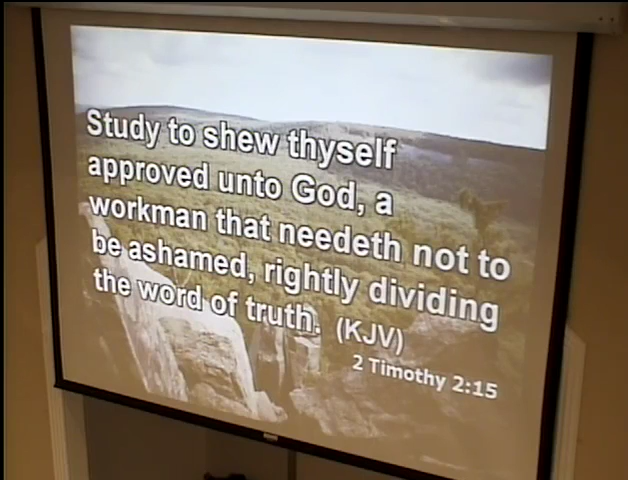 Study to shew thyself
approved unto God, a
workman that needeth not to
be ashamed, rightly dividing
the word of truth. (KJV)
2 Timothy 2:15